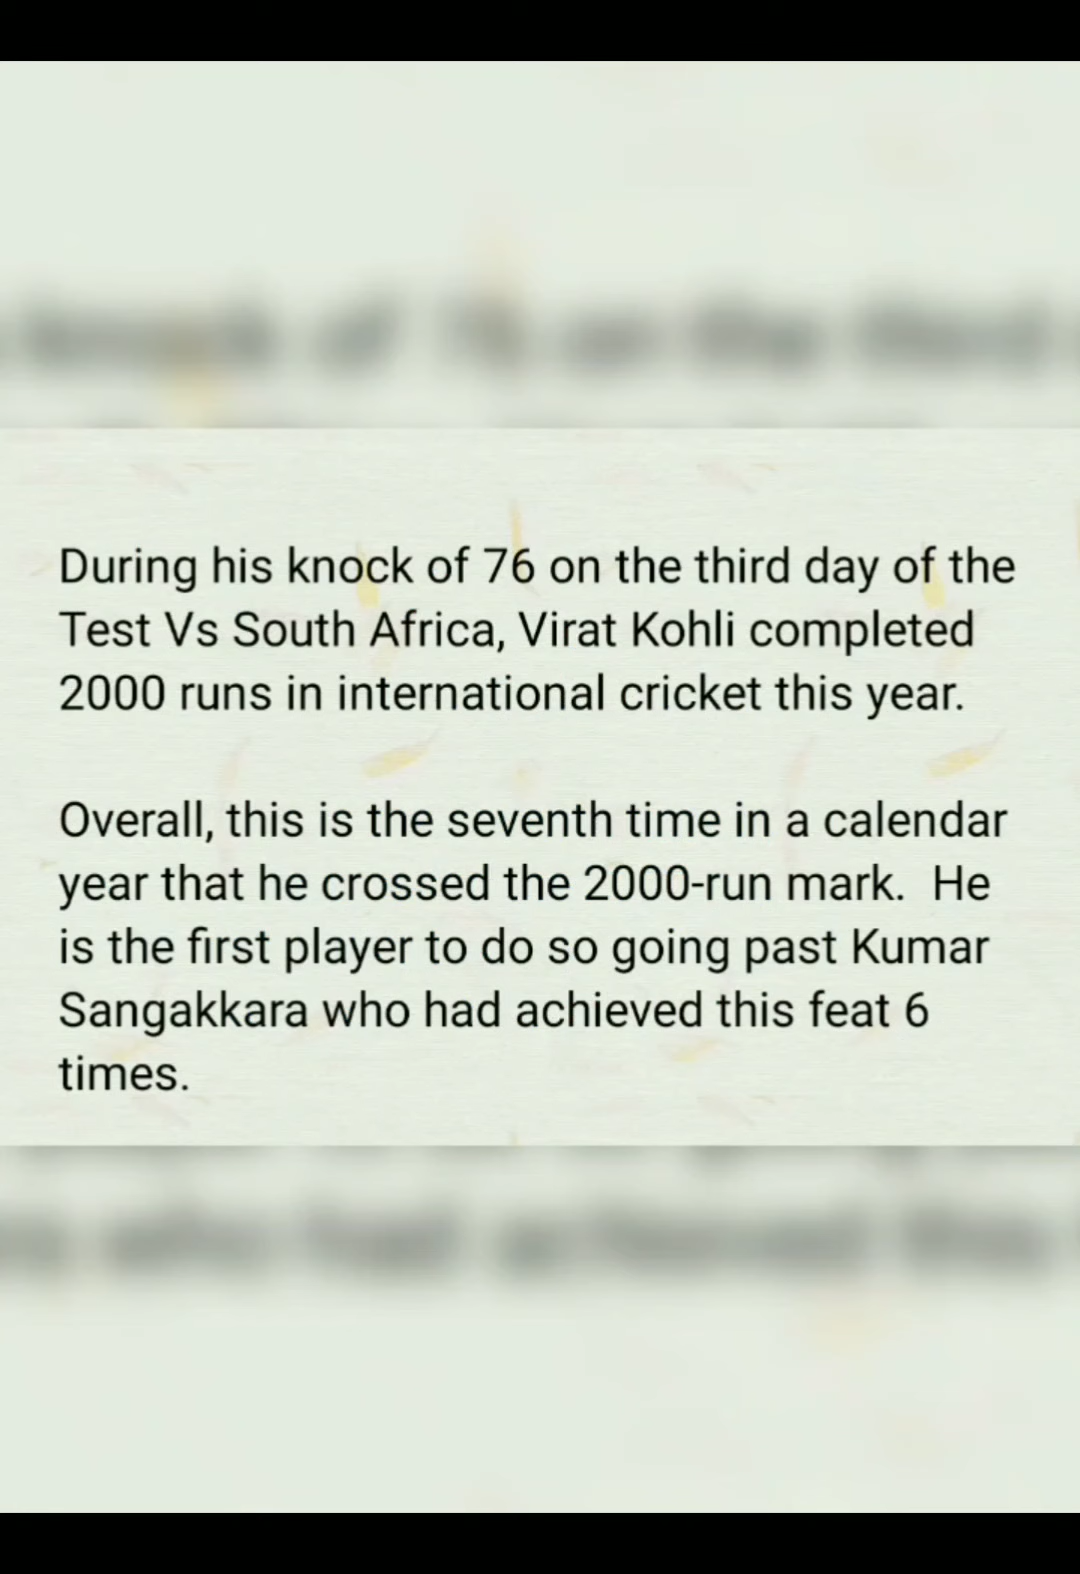 During his knock of 76 on the third day of the
Test Vs South Africa, Virat Kohli completed
2000 runs in international cricket this year.
Overall, this is the seventh time in a calendar
year that he crossed the 2000-run mark.  He
is the first player to do so going past Kumar
Sangakkara who had achieved this feat 6
times.